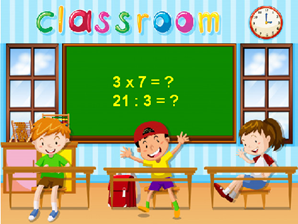 classroom
3 x 7 = ?
21 : 3 = ?